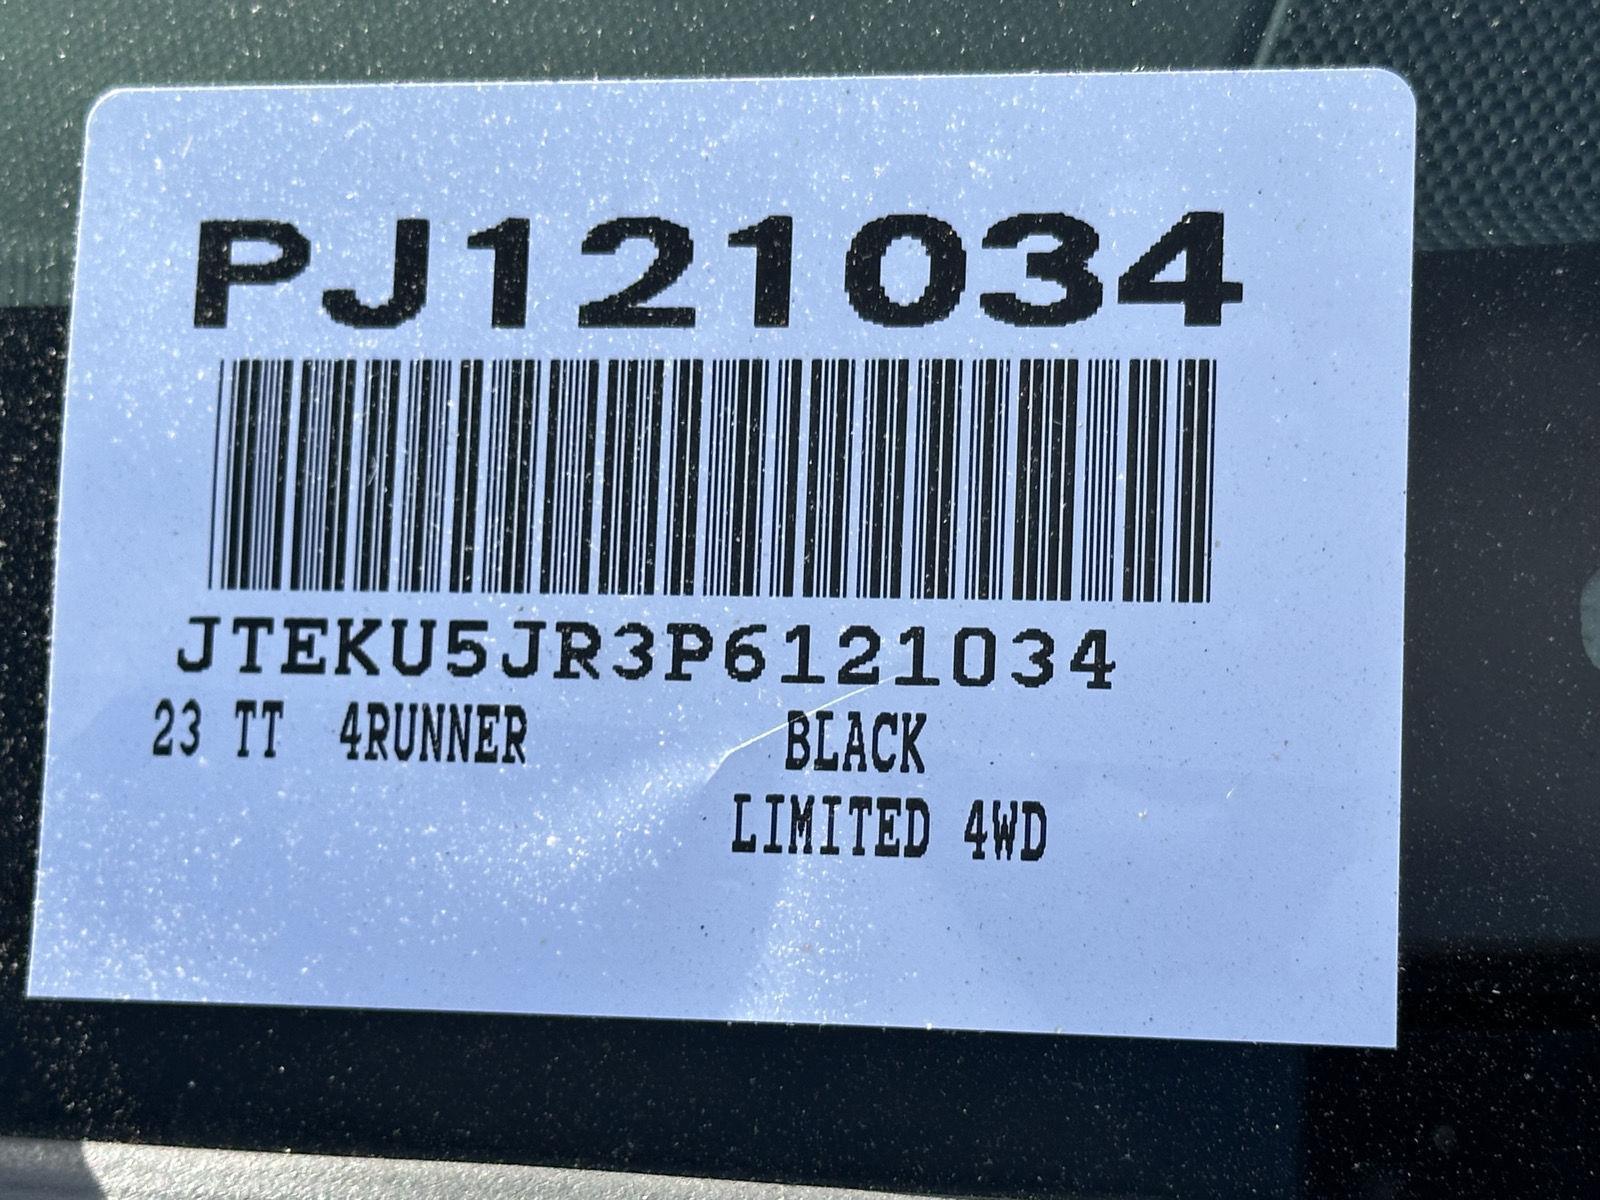 PJ121034
JTEKU5JR3P6121034
23 TT 4RUNNER BLACK
LIMITED 4WD